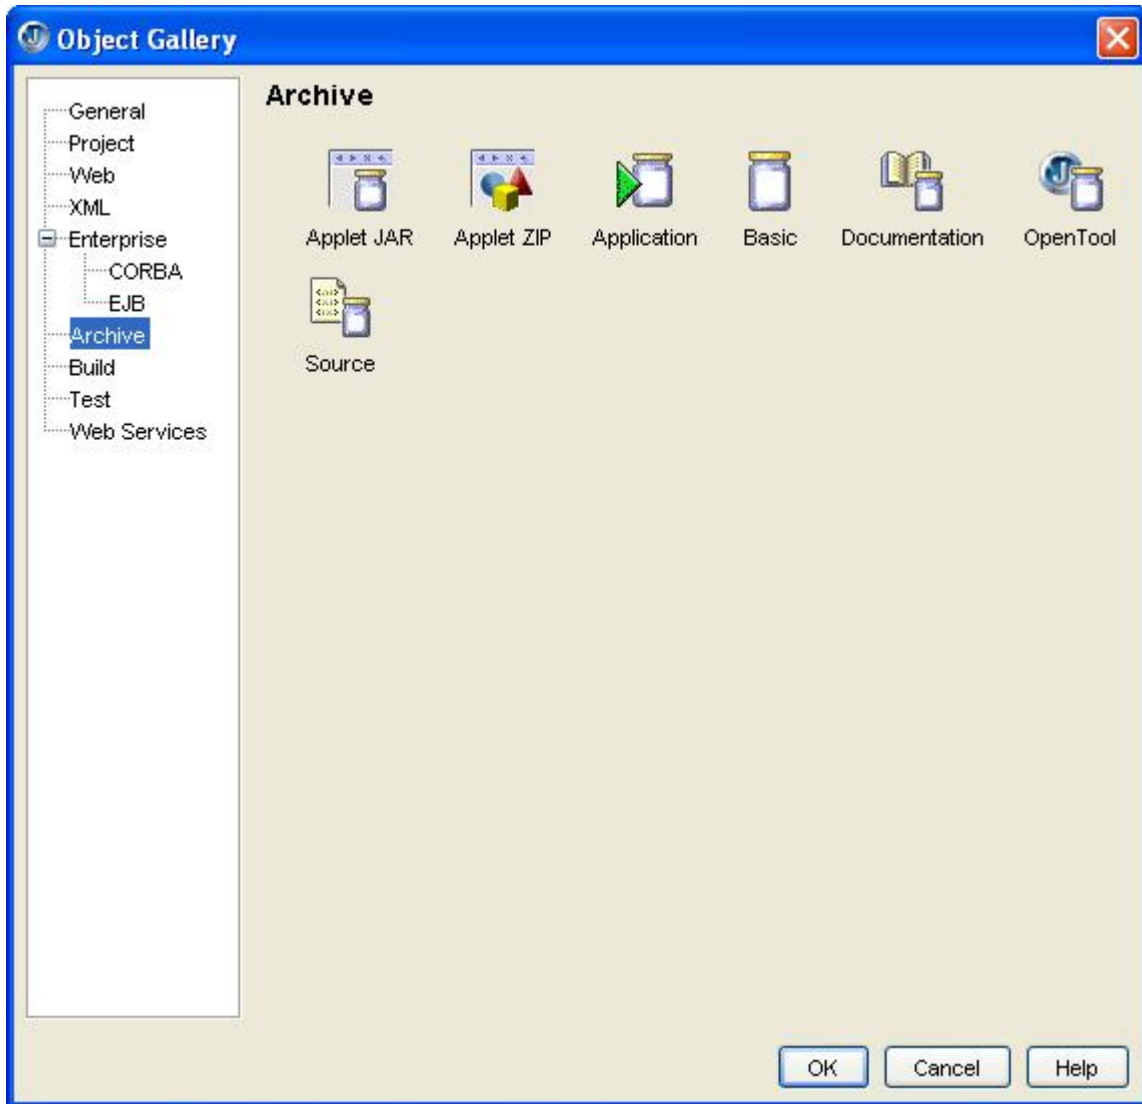 Object Gallery
General
Project
Web
XML
Enterprise
CORBA
EJB
Archive
Build
Test
Web Services
Archive
Applet JAR Applet ZIP Application Basic Documentation OpenTool
Source
OK Cancel Help